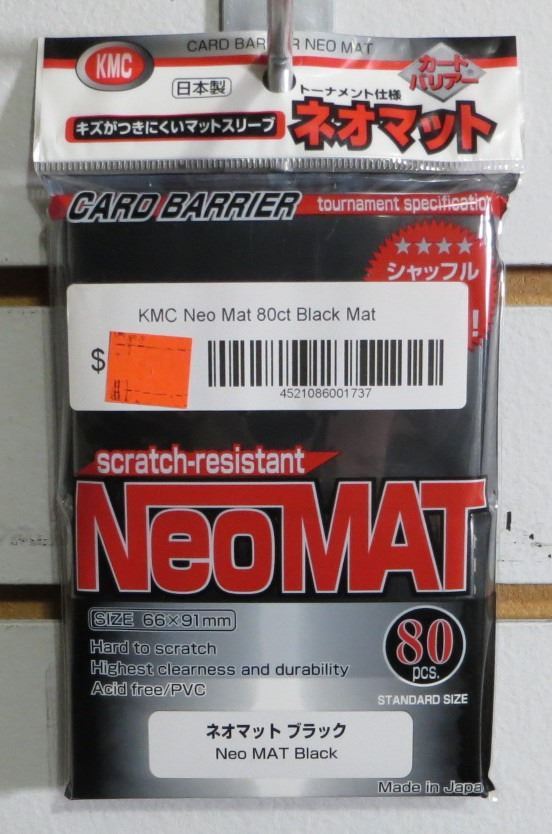 CARD BARRIER NEO MAT
KMC
カードバリアー
日本製
トーナメント仕様
キズがつきにくいマットスリーブ
ネオマット
CARD BARRIER
tournament specification
★★★★
シャッフル
!
KMC Neo Mat 80ct Black Mat
$
4521086001737
scratch-resistant
NeoMAT
SIZE 66×91mm
80
pcs.
Hard to scratch
Highest clearness and durability
Acid free/PVC
STANDARD SIZE
ネオマット ブラック
Neo MAT Black
Made in Japa